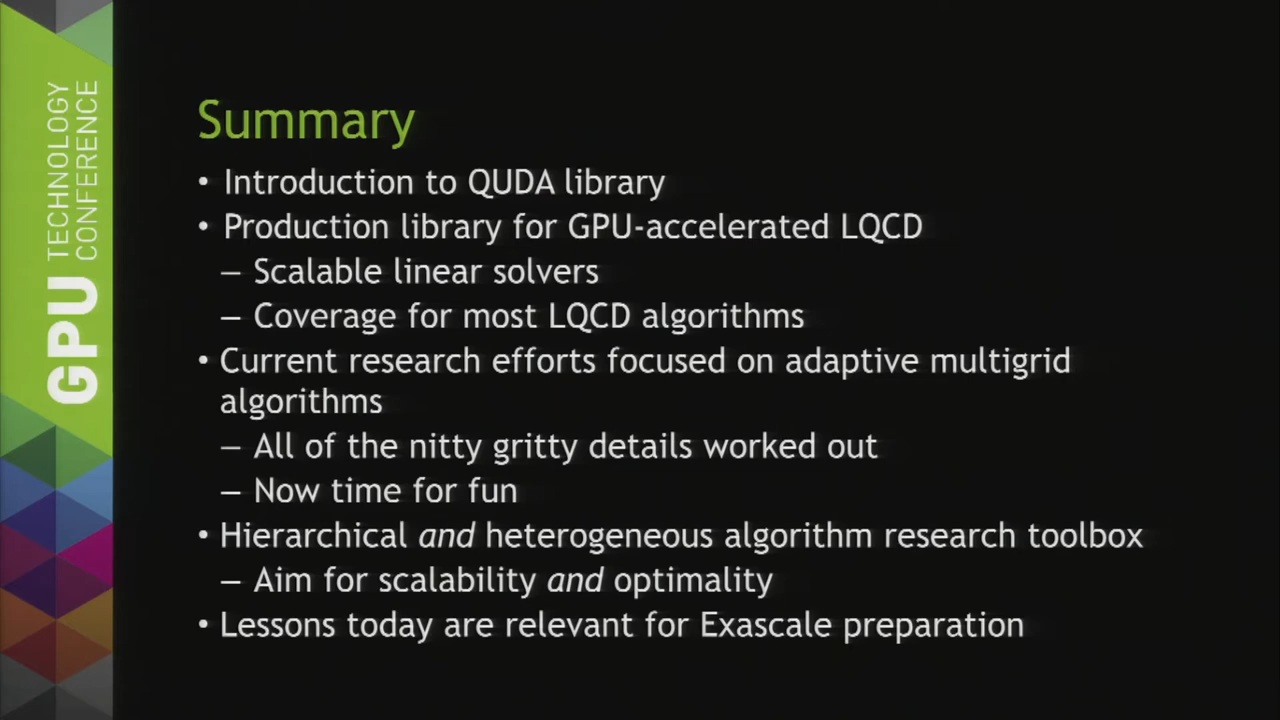 GPU TECHNOLOGY
CONFERENCE
Summary
• Introduction to QUDA library
• Production library for GPU-accelerated LQCD
– Scalable linear solvers
– Coverage for most LQCD algorithms
• Current research efforts focused on adaptive multigrid
algorithms
– All of the nitty gritty details worked out
– Now time for fun
• Hierarchical and heterogeneous algorithm research toolbox
– Aim for scalability and optimality
• Lessons today are relevant for Exascale preparation